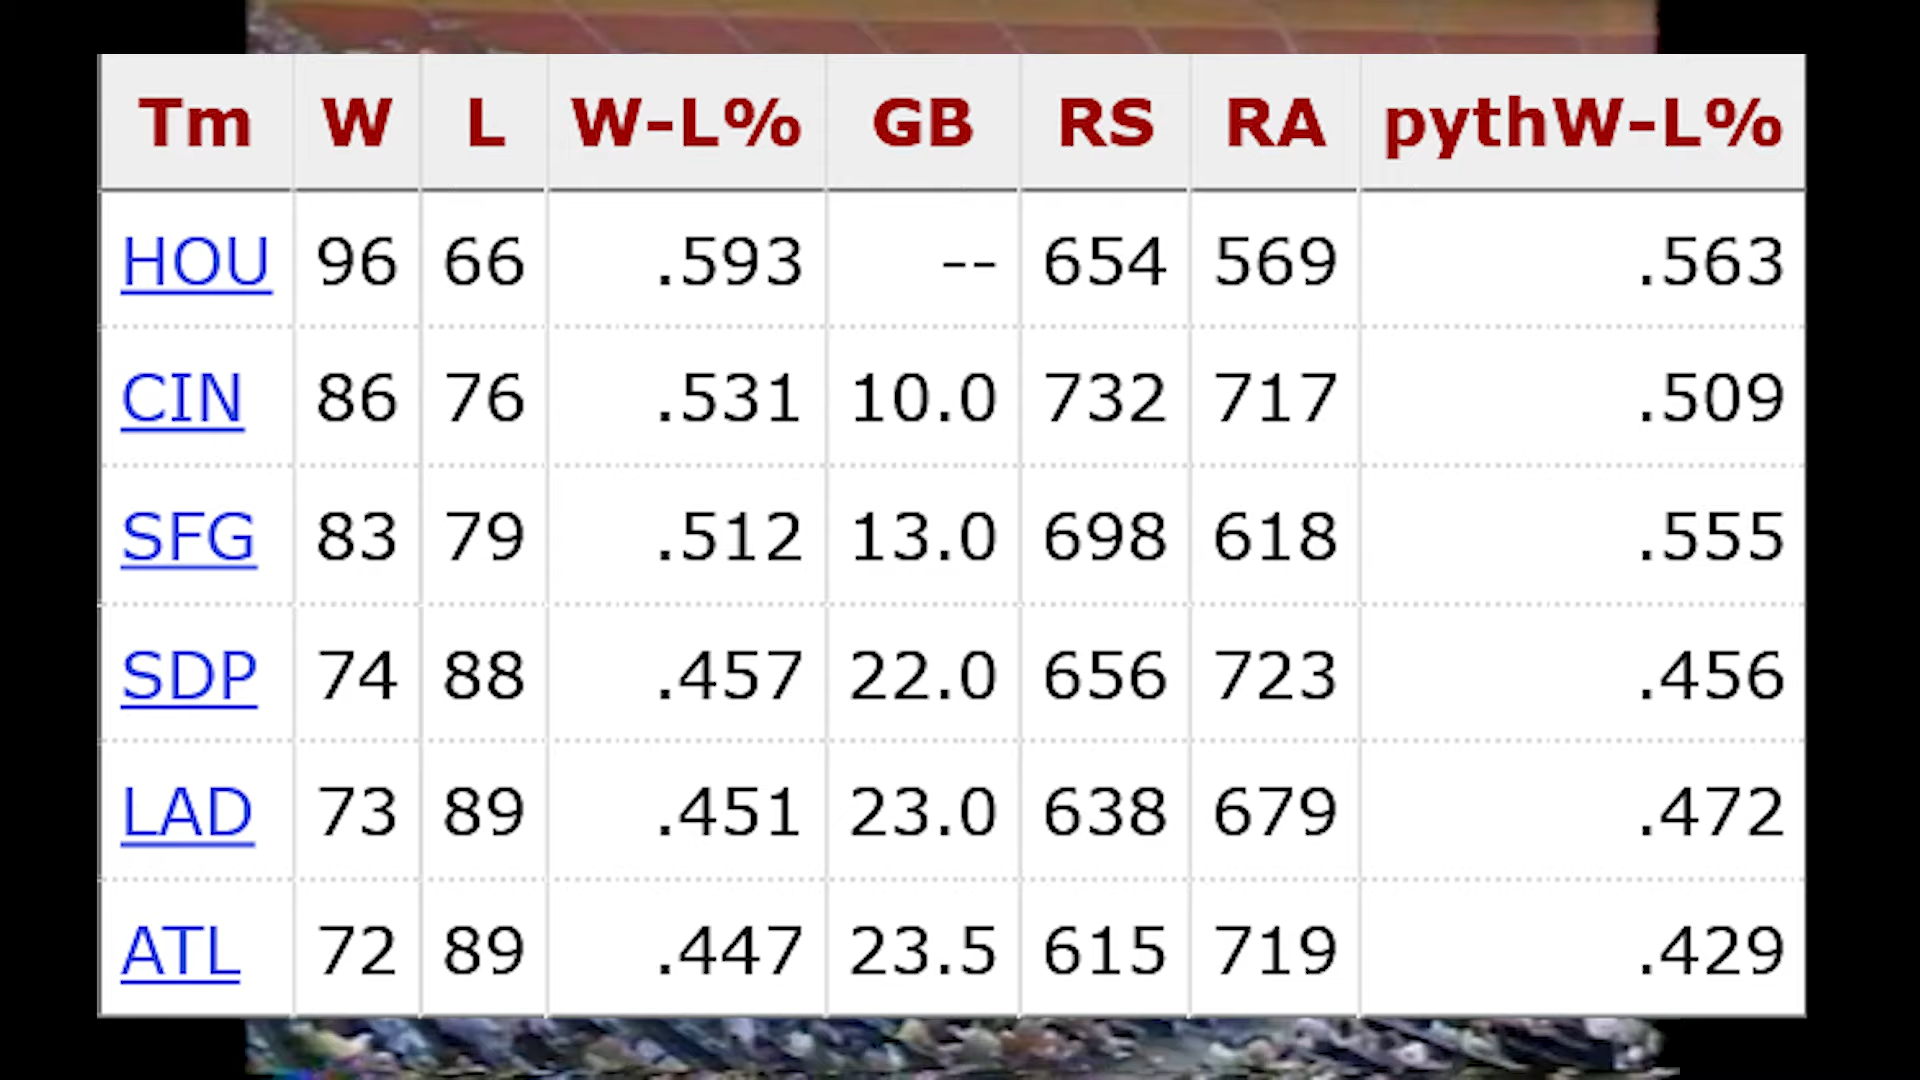 Tm W L W-L% GB RS RA pythW-L%
HOU 96 66 .593 -- 654 569 .563
CIN 86 76 .531 10.0 732 717 .509
SFG 83 79 .512 13.0 698 618 .555
SDP 74 88 .457 22.0 656 723 .456
LAD 73 89 .451 23.0 638 679 .472
ATL 72 89 .447 23.5 615 719 .429